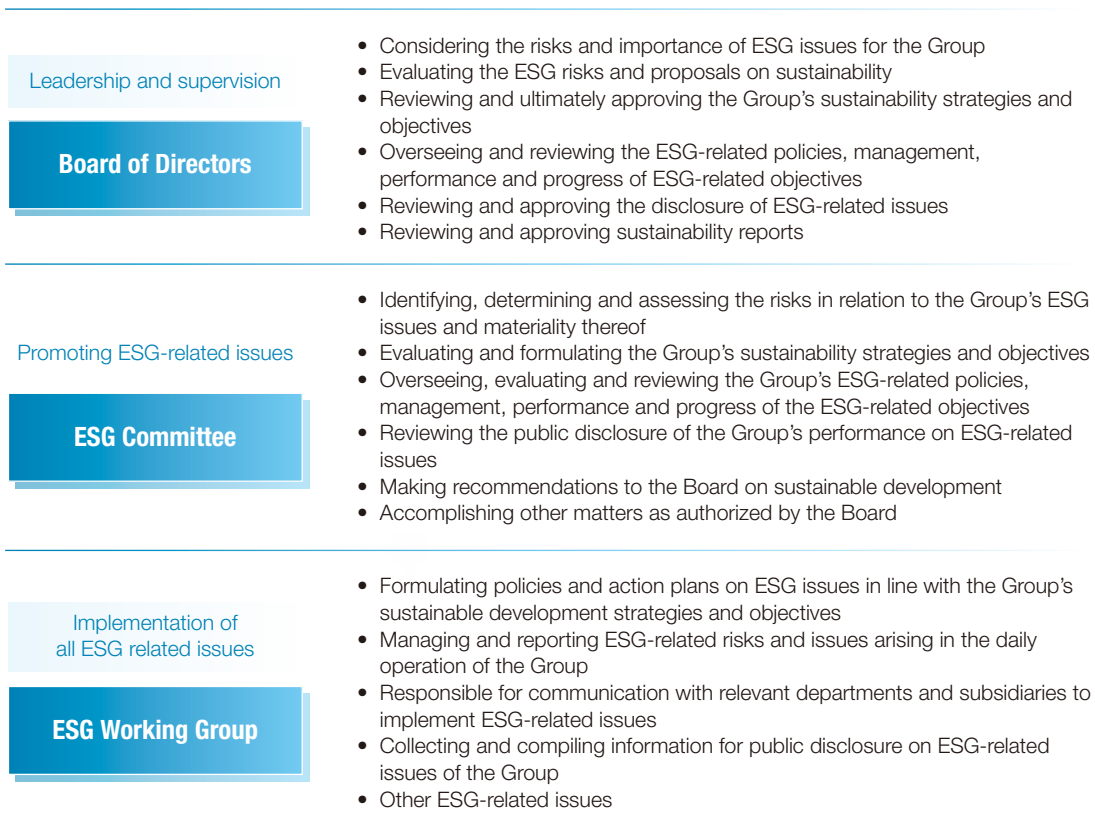 Leadership and supervision
Board of Directors
• Considering the risks and importance of ESG issues for the Group
• Evaluating the ESG risks and proposals on sustainability
• Reviewing and ultimately approving the Group's sustainability strategies and
objectives
• Overseeing and reviewing the ESG-related policies, management,
performance and progress of ESG-related objectives
• Reviewing and approving the disclosure of ESG-related issues
• Reviewing and approving sustainability reports
Promoting ESG-related issues
ESG Committee
• Identifying, determining and assessing the risks in relation to the Group's ESG
issues and materiality thereof
• Evaluating and formulating the Group's sustainability strategies and objectives
• Overseeing, evaluating and reviewing the Group's ESG-related policies,
management, performance and progress of the ESG-related objectives
• Reviewing the public disclosure of the Group's performance on ESG-related
issues
• Making recommendations to the Board on sustainable development
• Accomplishing other matters as authorized by the Board
Implementation of
all ESG related issues
ESG Working Group
• Formulating policies and action plans on ESG issues in line with the Group's
sustainable development strategies and objectives
• Managing and reporting ESG-related risks and issues arising in the daily
operation of the Group
• Responsible for communication with relevant departments and subsidiaries to
implement ESG-related issues
• Collecting and compiling information for public disclosure on ESG-related
issues of the Group
• Other ESG-related issues